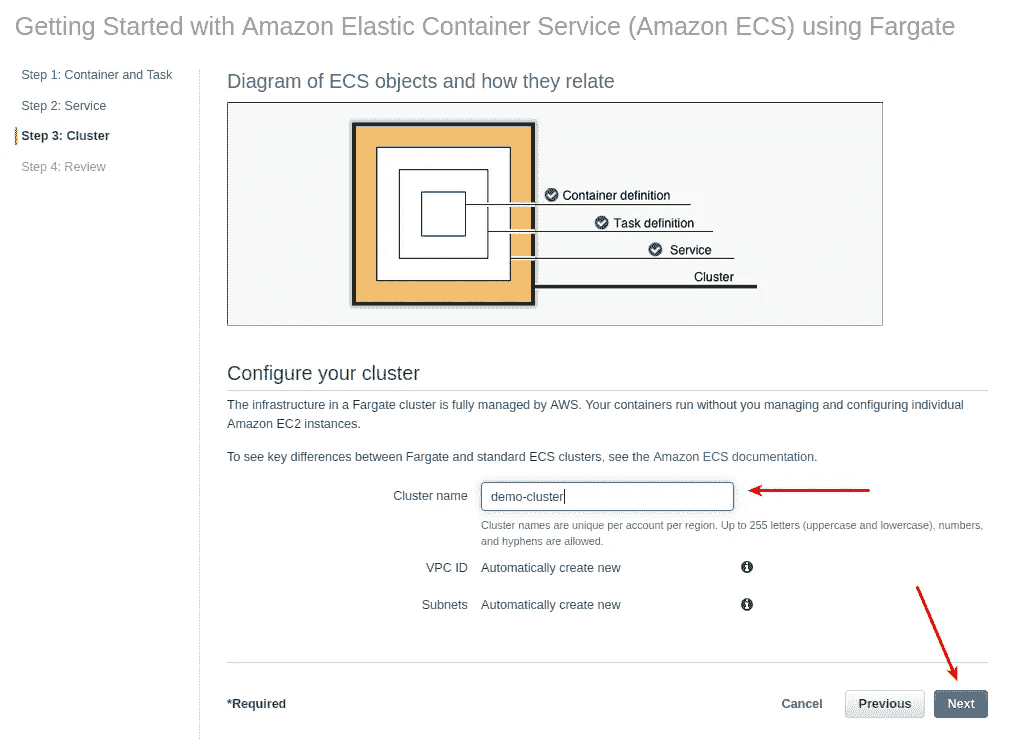 Getting Started with Amazon Elastic Container Service (Amazon ECS) using Fargate
Step 1: Container and Task
Step 2: Service
Step 3: Cluster
Step 4: Review
Diagram of ECS objects and how they relate
Container definition
Task definition
Service
Cluster
Configure your cluster
The infrastructure in a Fargate cluster is fully managed by AWS. Your containers run without you managing and configuring individual
Amazon EC2 instances.
To see key differences between Fargate and standard ECS clusters, see the Amazon ECS documentation.
Cluster name demo-cluster
Cluster names are unique per account per region. Up to 255 letters (uppercase and lowercase), numbers,
and hyphens are allowed.
VPC ID Automatically create new
Subnets Automatically create new
*Required Cancel Previous Next